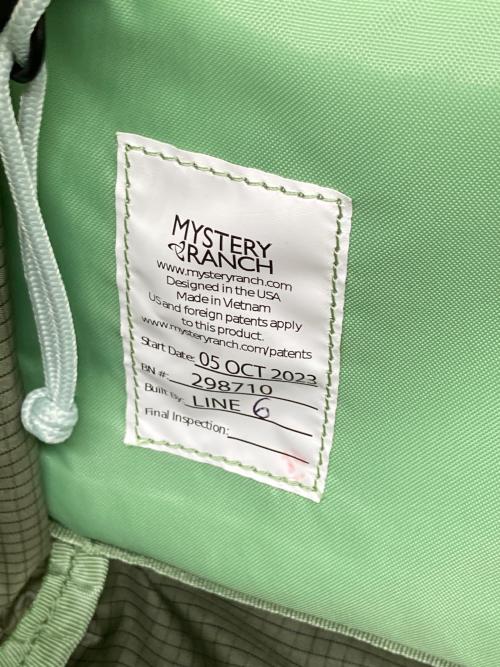 MYSTERY
RANCH
www.mysteryranch.com
Designed in the USA
Made in Vietnam
US and foreign patents apply
to this product.
www.mysteryranch.com/patents
Start Date: 05 OCT 2023
BN #: 298710
Built By: LINE 6
Final Inspection: